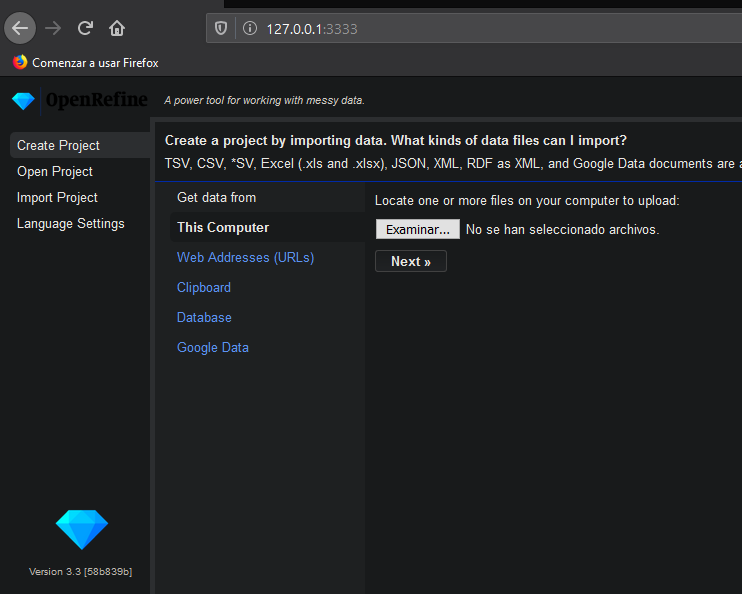 127.0.0.1:3333
Comenzar a usar Firefox
OpenRefine
A power tool for working with messy data.
Create Project
Open Project
Import Project
Language Settings
Create a project by importing data. What kinds of data files can I import?
TSV, CSV, *SV, Excel (.xls and .xlsx), JSON, XML, RDF as XML, and Google Data documents are a
Get data from
This Computer
Web Addresses (URLs)
Clipboard
Database
Google Data
Locate one or more files on your computer to upload:
Examinar... No se han seleccionado archivos.
Next »
Version 3.3 [58b839b]